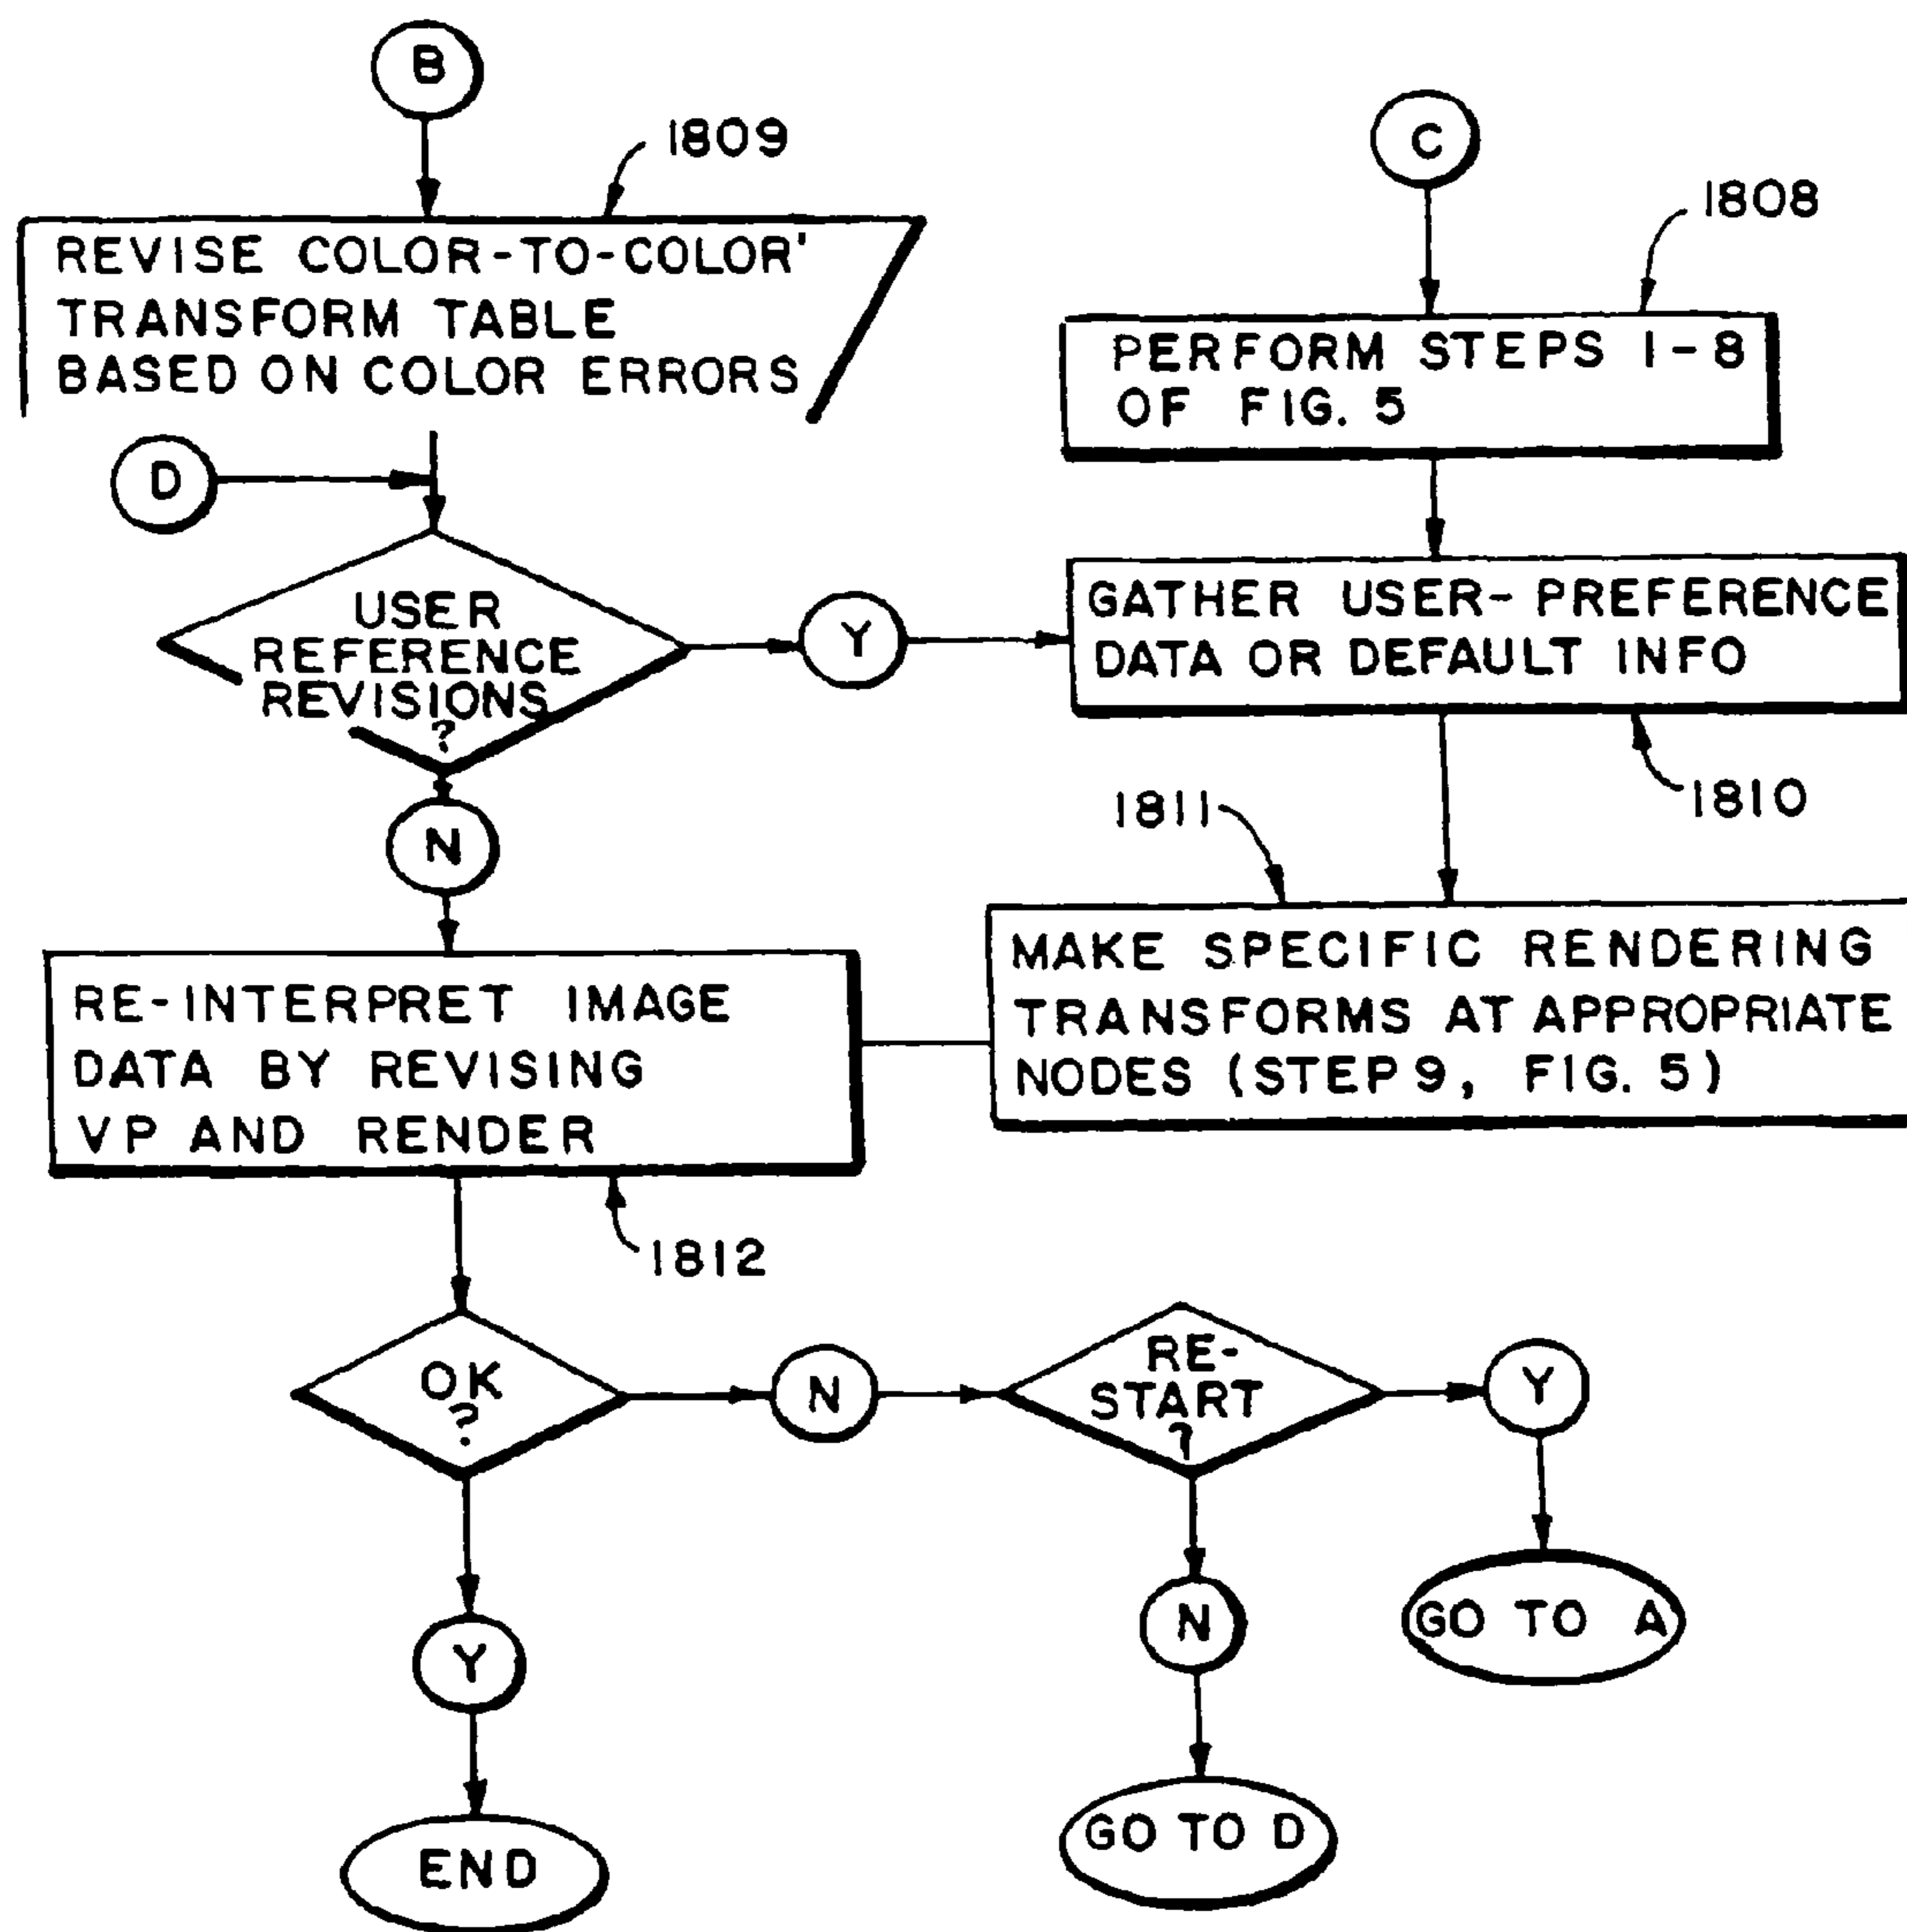 B
1809
REVISE COLOR-TO-COLOR'
TRANSFORM TABLE
BASED ON COLOR ERRORS
C
1808
PERFORM STEPS 1-8
OF FIG. 5
D
USER
REFERENCE
REVISIONS
?
Y
GATHER USER-PREFERENCE
DATA OR DEFAULT INFO
1810
N
1811
MAKE SPECIFIC RENDERING
TRANSFORMS AT APPROPRIATE
NODES (STEP 9, FIG. 5)
RE-INTERPRET IMAGE
DATA BY REVISING
VP AND RENDER
1812
OK
?
N
RE-
START
?
Y
GO TO A
Y
END
N
GO TO D